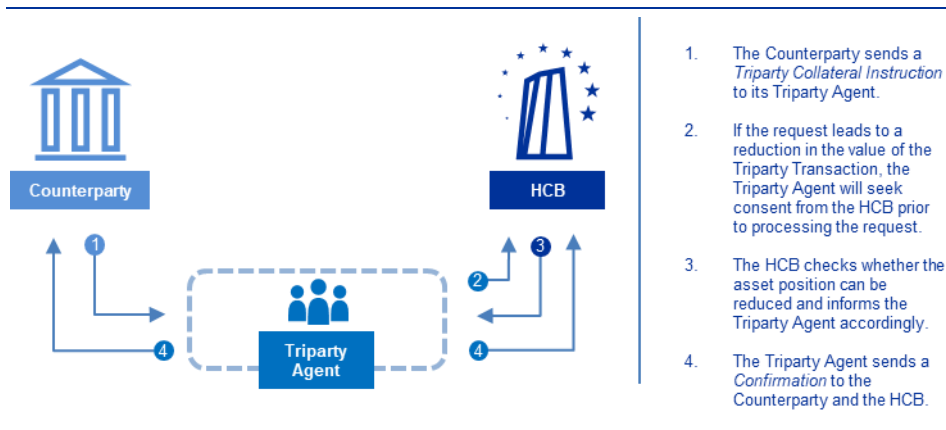 Counterparty
HCB
1
3
2
4
4
Triparty
Agent
1. The Counterparty sends a
Triparty Collateral Instruction
to its Triparty Agent.
2. If the request leads to a
reduction in the value of the
Triparty Transaction, the
Triparty Agent will seek
consent from the HCB prior
to processing the request.
3. The HCB checks whether the
asset position can be
reduced and informs the
Triparty Agent accordingly.
4. The Triparty Agent sends a
Confirmation to the
Counterparty and the HCB.